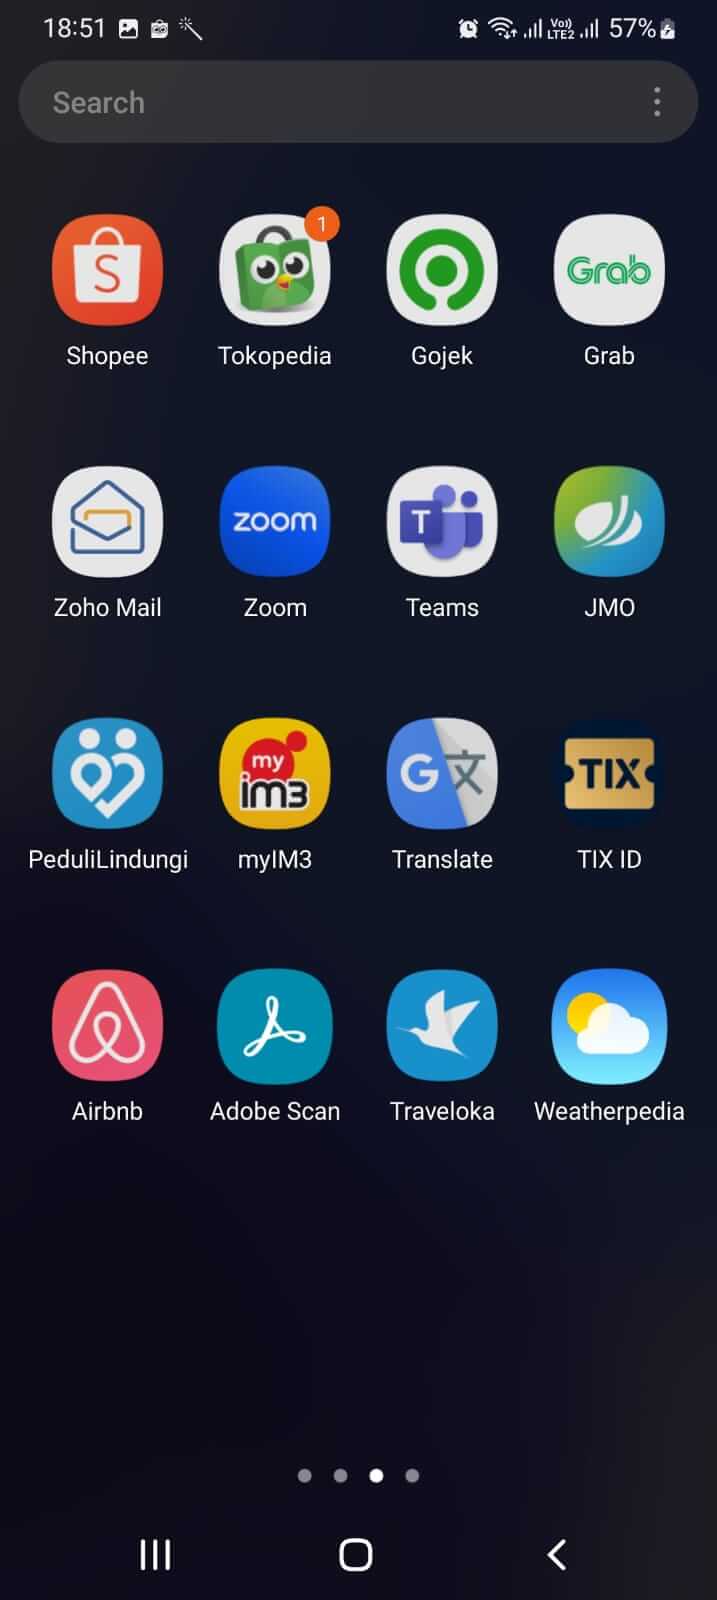 18:51 Vo)) LTE2 57%
Search
S 1 Grab
Shopee Tokopedia Gojek Grab
zoom T
Zoho Mail Zoom Teams JMO
my im3 G文 TIX
PeduliLindungi myIM3 Translate TIX ID
Airbnb Adobe Scan Traveloka Weatherpedia